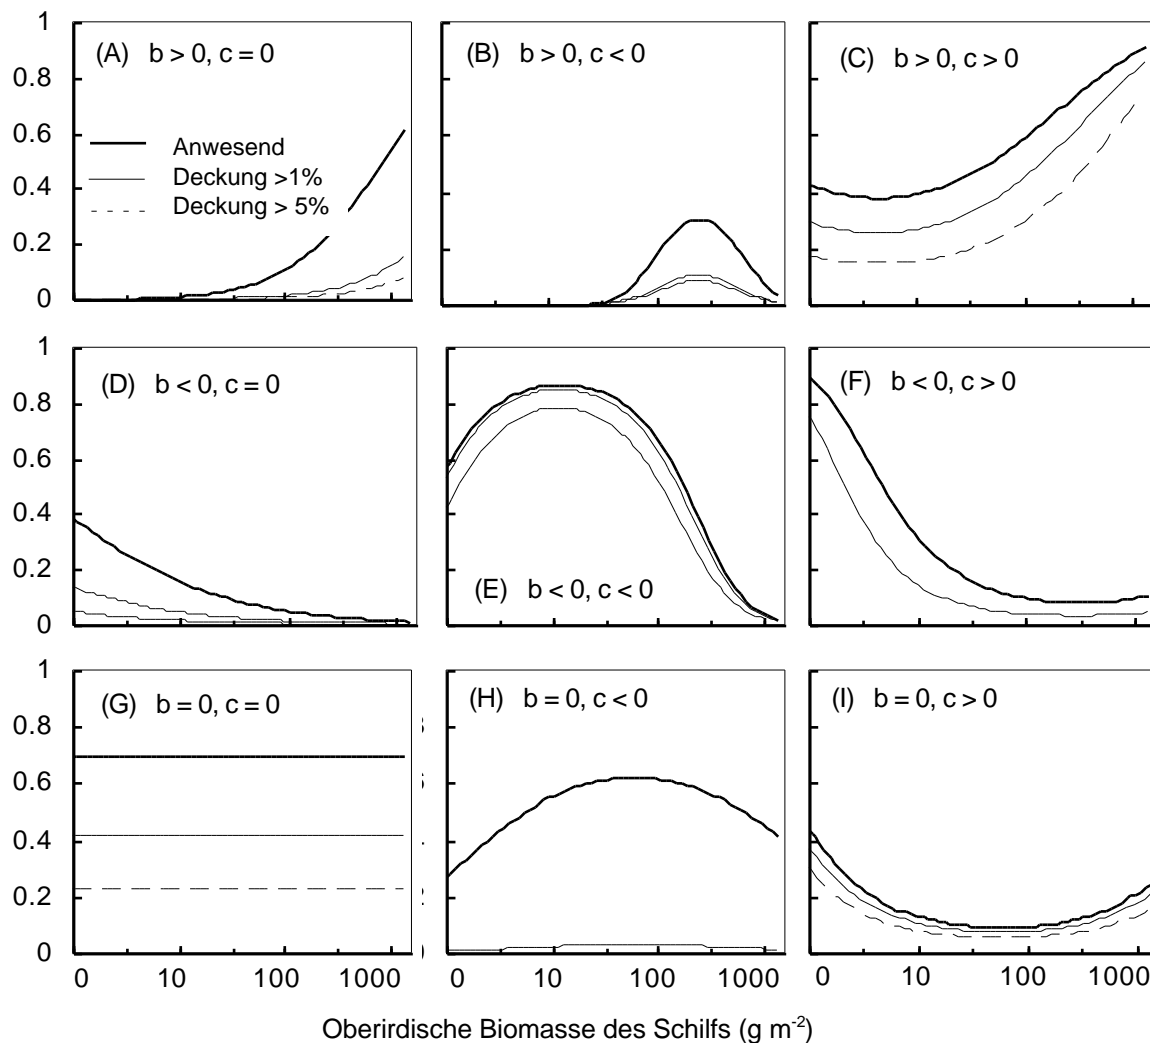 1
(A) b > 0, c = 0
(B) b > 0, c < 0
(C) b > 0, c > 0
0.8
0.6
Anwesend
Deckung >1%
0.4
Deckung > 5%
0.2
0
1
(D) b < 0, c = 0
(F) b < 0, c > 0
0.8
0.6
0.4
0.2
(E) b < 0, c < 0
0
1
(G) b = 0, c = 0
(H) b = 0, c < 0
(I) b = 0, c > 0
0.8
0.6
0.4
0.2
0
0 10 100 1000
0 10 100 1000
0 10 100 1000
Oberirdische Biomasse des Schilfs (g m-2)